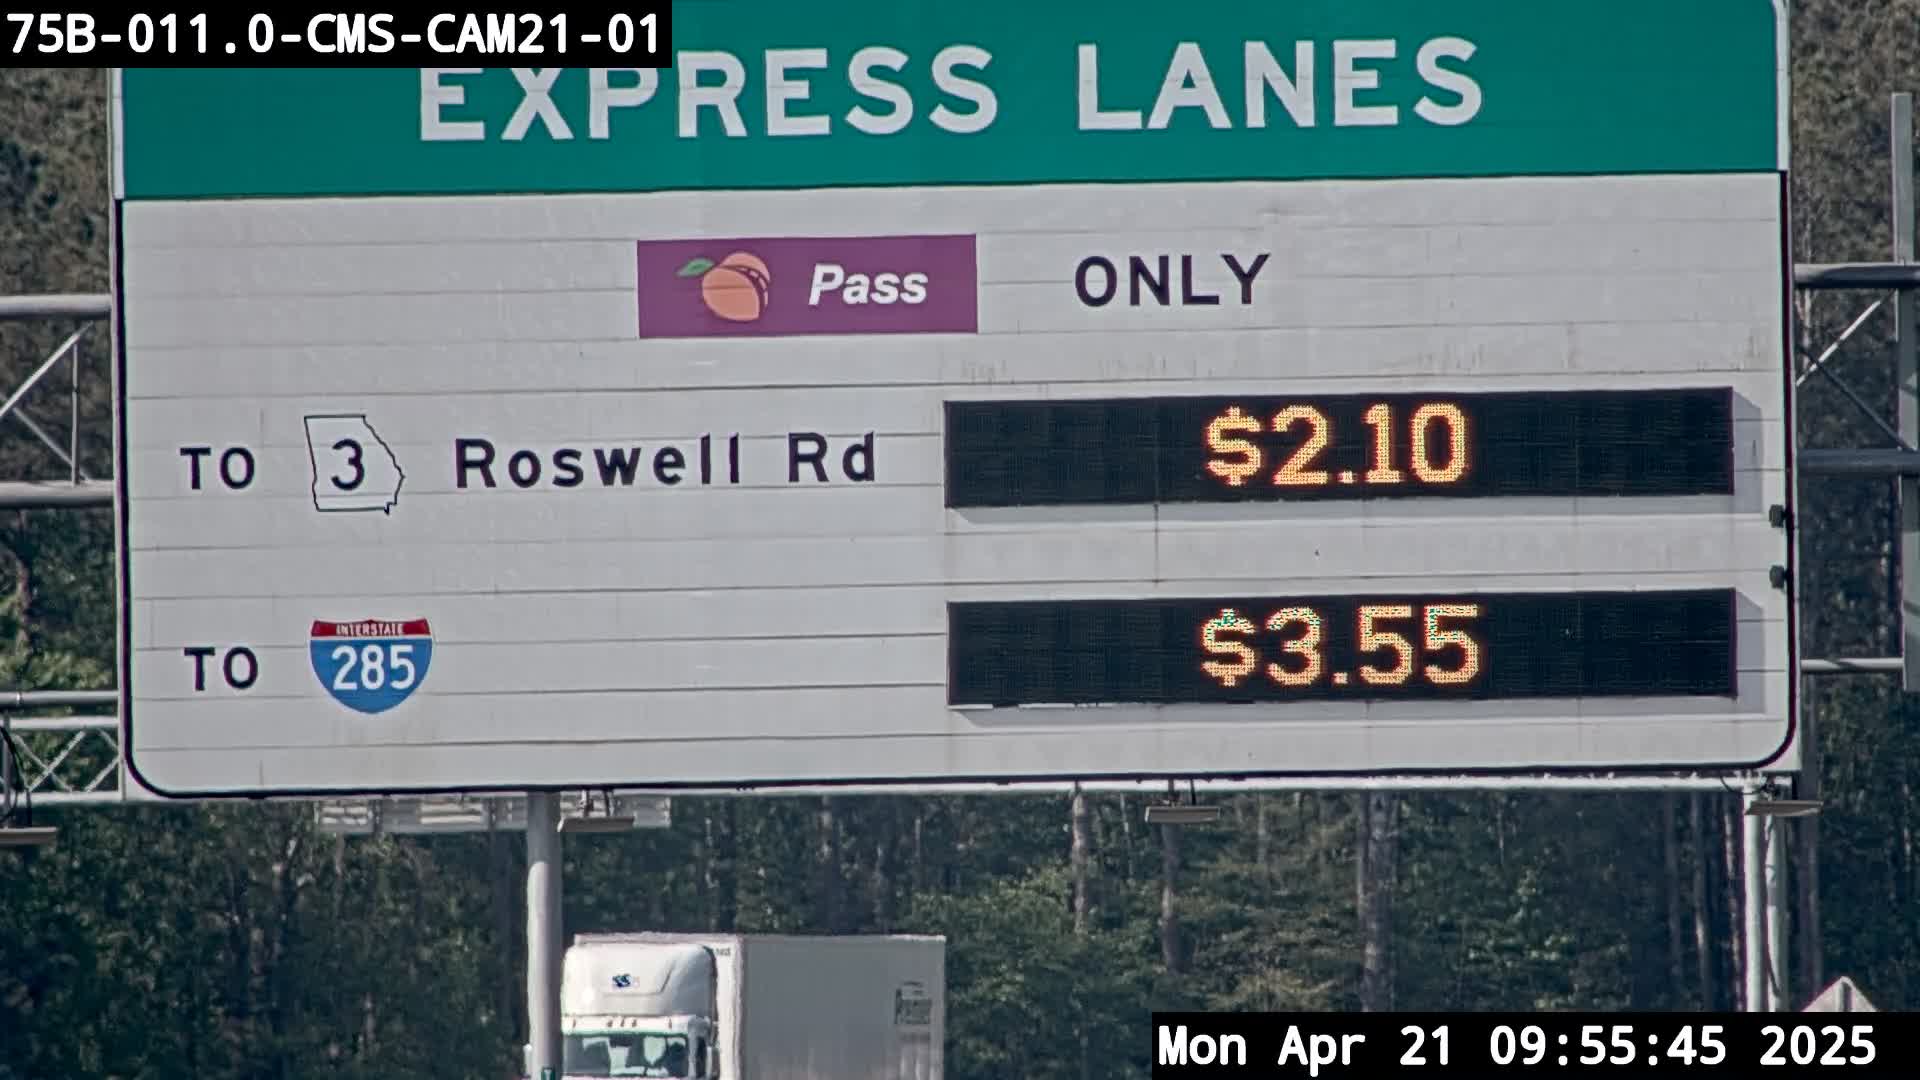 75B-011.0-CMS-CAM21-01
EXPRESS LANES
Pass ONLY
TO 3 Roswell Rd $2.10
INTERSTATE
TO 285 $3.55
Mon Apr 21 09:55:45 2025